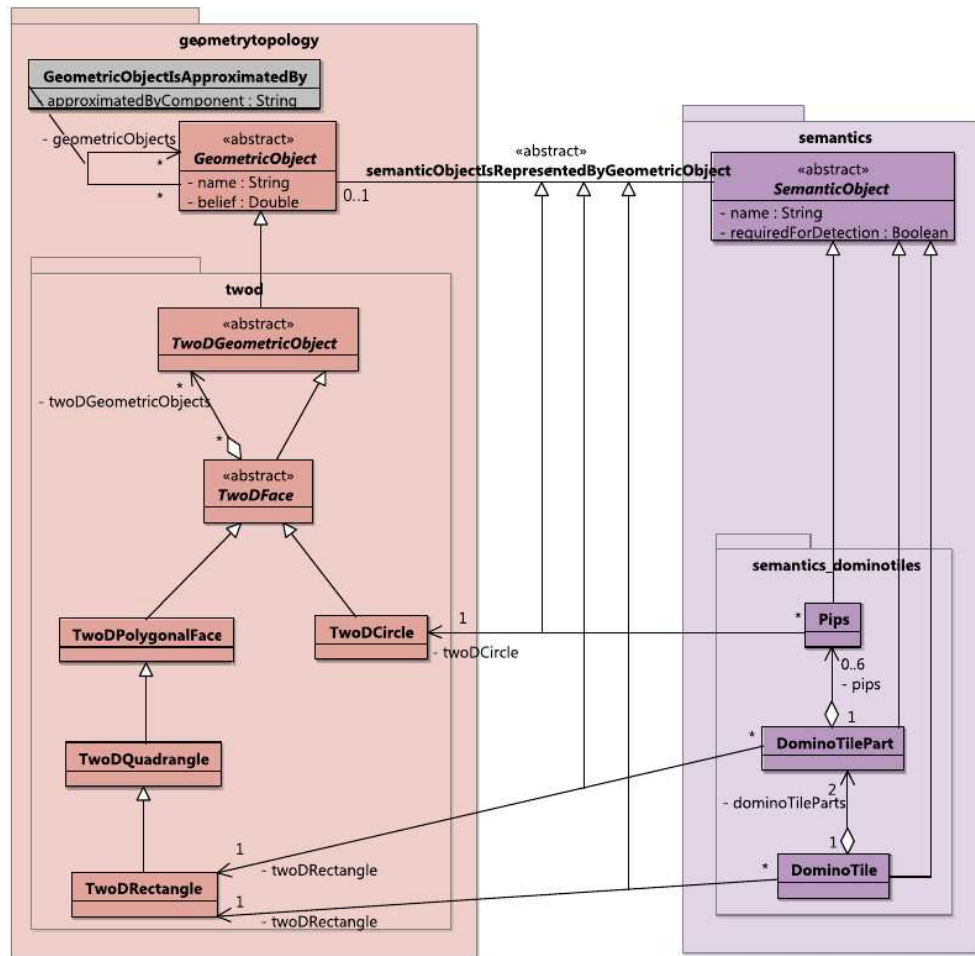 geometrytopology
GeometricObjectIsApproximatedBy
approximatedByComponent : String
- geometricObjects
*
*
«abstract»
GeometricObject
- name : String
- belief : Double
0..1
«abstract»
semanticObjectIsRepresentedByGeometricObject
semantics
«abstract»
SemanticObject
- name : String
- requiredForDetection : Boolean
twod
«abstract»
TwoDGeometricObject
*
- twoDGeometricObjects
*
«abstract»
TwoDFace
TwoDPolygonalFace
TwoDCircle
1
- twoDCircle
semantics_dominotiles
*
Pips
0..6
- pips
1
TwoDQuadrangle
*
DominoTilePart
2
- dominoTileParts
1
1
- twoDRectangle
TwoDRectangle
1
- twoDRectangle
*
DominoTile